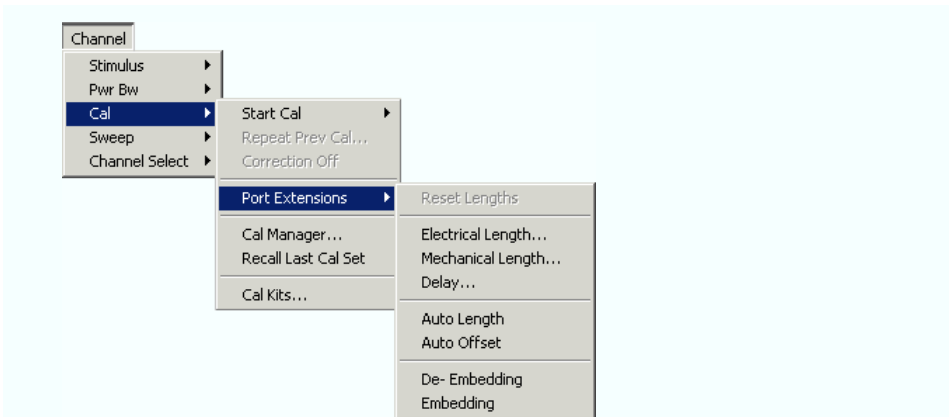 Channel
Stimulus
Pwr Bw
Cal
Sweep
Channel Select
Start Cal
Repeat Prev Cal...
Correction Off
Port Extensions
Cal Manager...
Recall Last Cal Set
Cal Kits...
Reset Lengths
Electrical Length...
Mechanical Length...
Delay...
Auto Length
Auto Offset
De- Embedding
Embedding